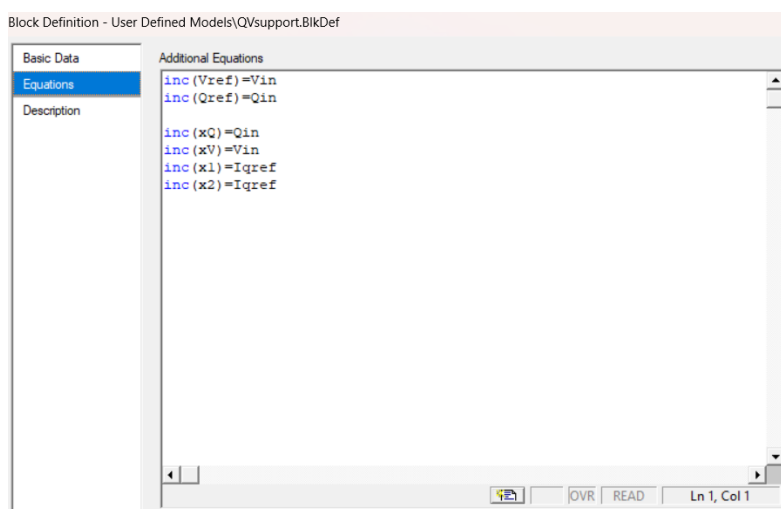 Block Definition - User Defined Models\QVsupport.BlkDef
Basic Data
Equations
Description
Additional Equations
inc(Vref)=Vin
inc(Qref)=Qin
inc(xQ)=Qin
inc(xV)=Vin
inc(x1)=Iqref
inc(x2)=Iqref
OVR READ Ln 1, Col 1